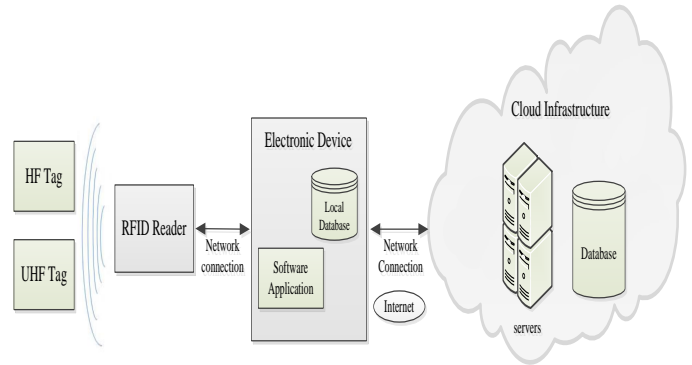 HF Tag
UHF Tag
RFID Reader
Network
connection
Electronic Device
Local
Database
Software
Application
Network
Connection
Internet
Cloud Infrastructure
servers
Database